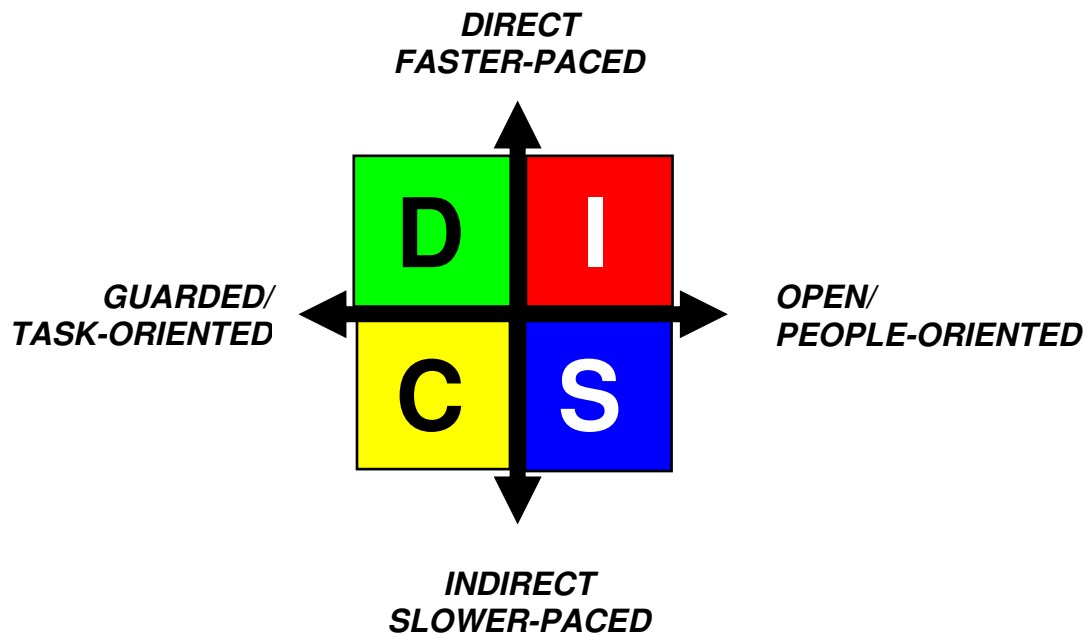 DIRECT
FASTER-PACED
D I
GUARDED/
TASK-ORIENTED
OPEN/
PEOPLE-ORIENTED
C S
INDIRECT
SLOWER-PACED